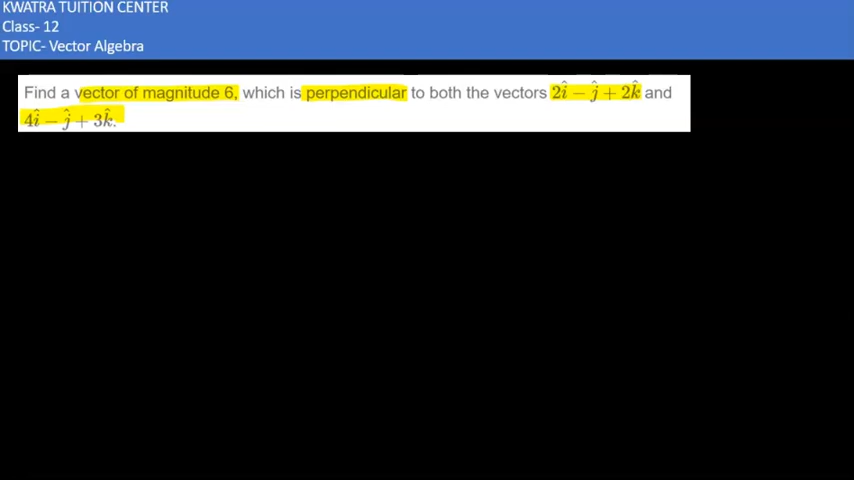 KWATRA TUITION CENTER
Class- 12
TOPIC- Vector Algebra
Find a vector of magnitude 6, which is perpendicular to both the vectors 2î − ĵ + 2k̂ and
4î − ĵ + 3k̂.